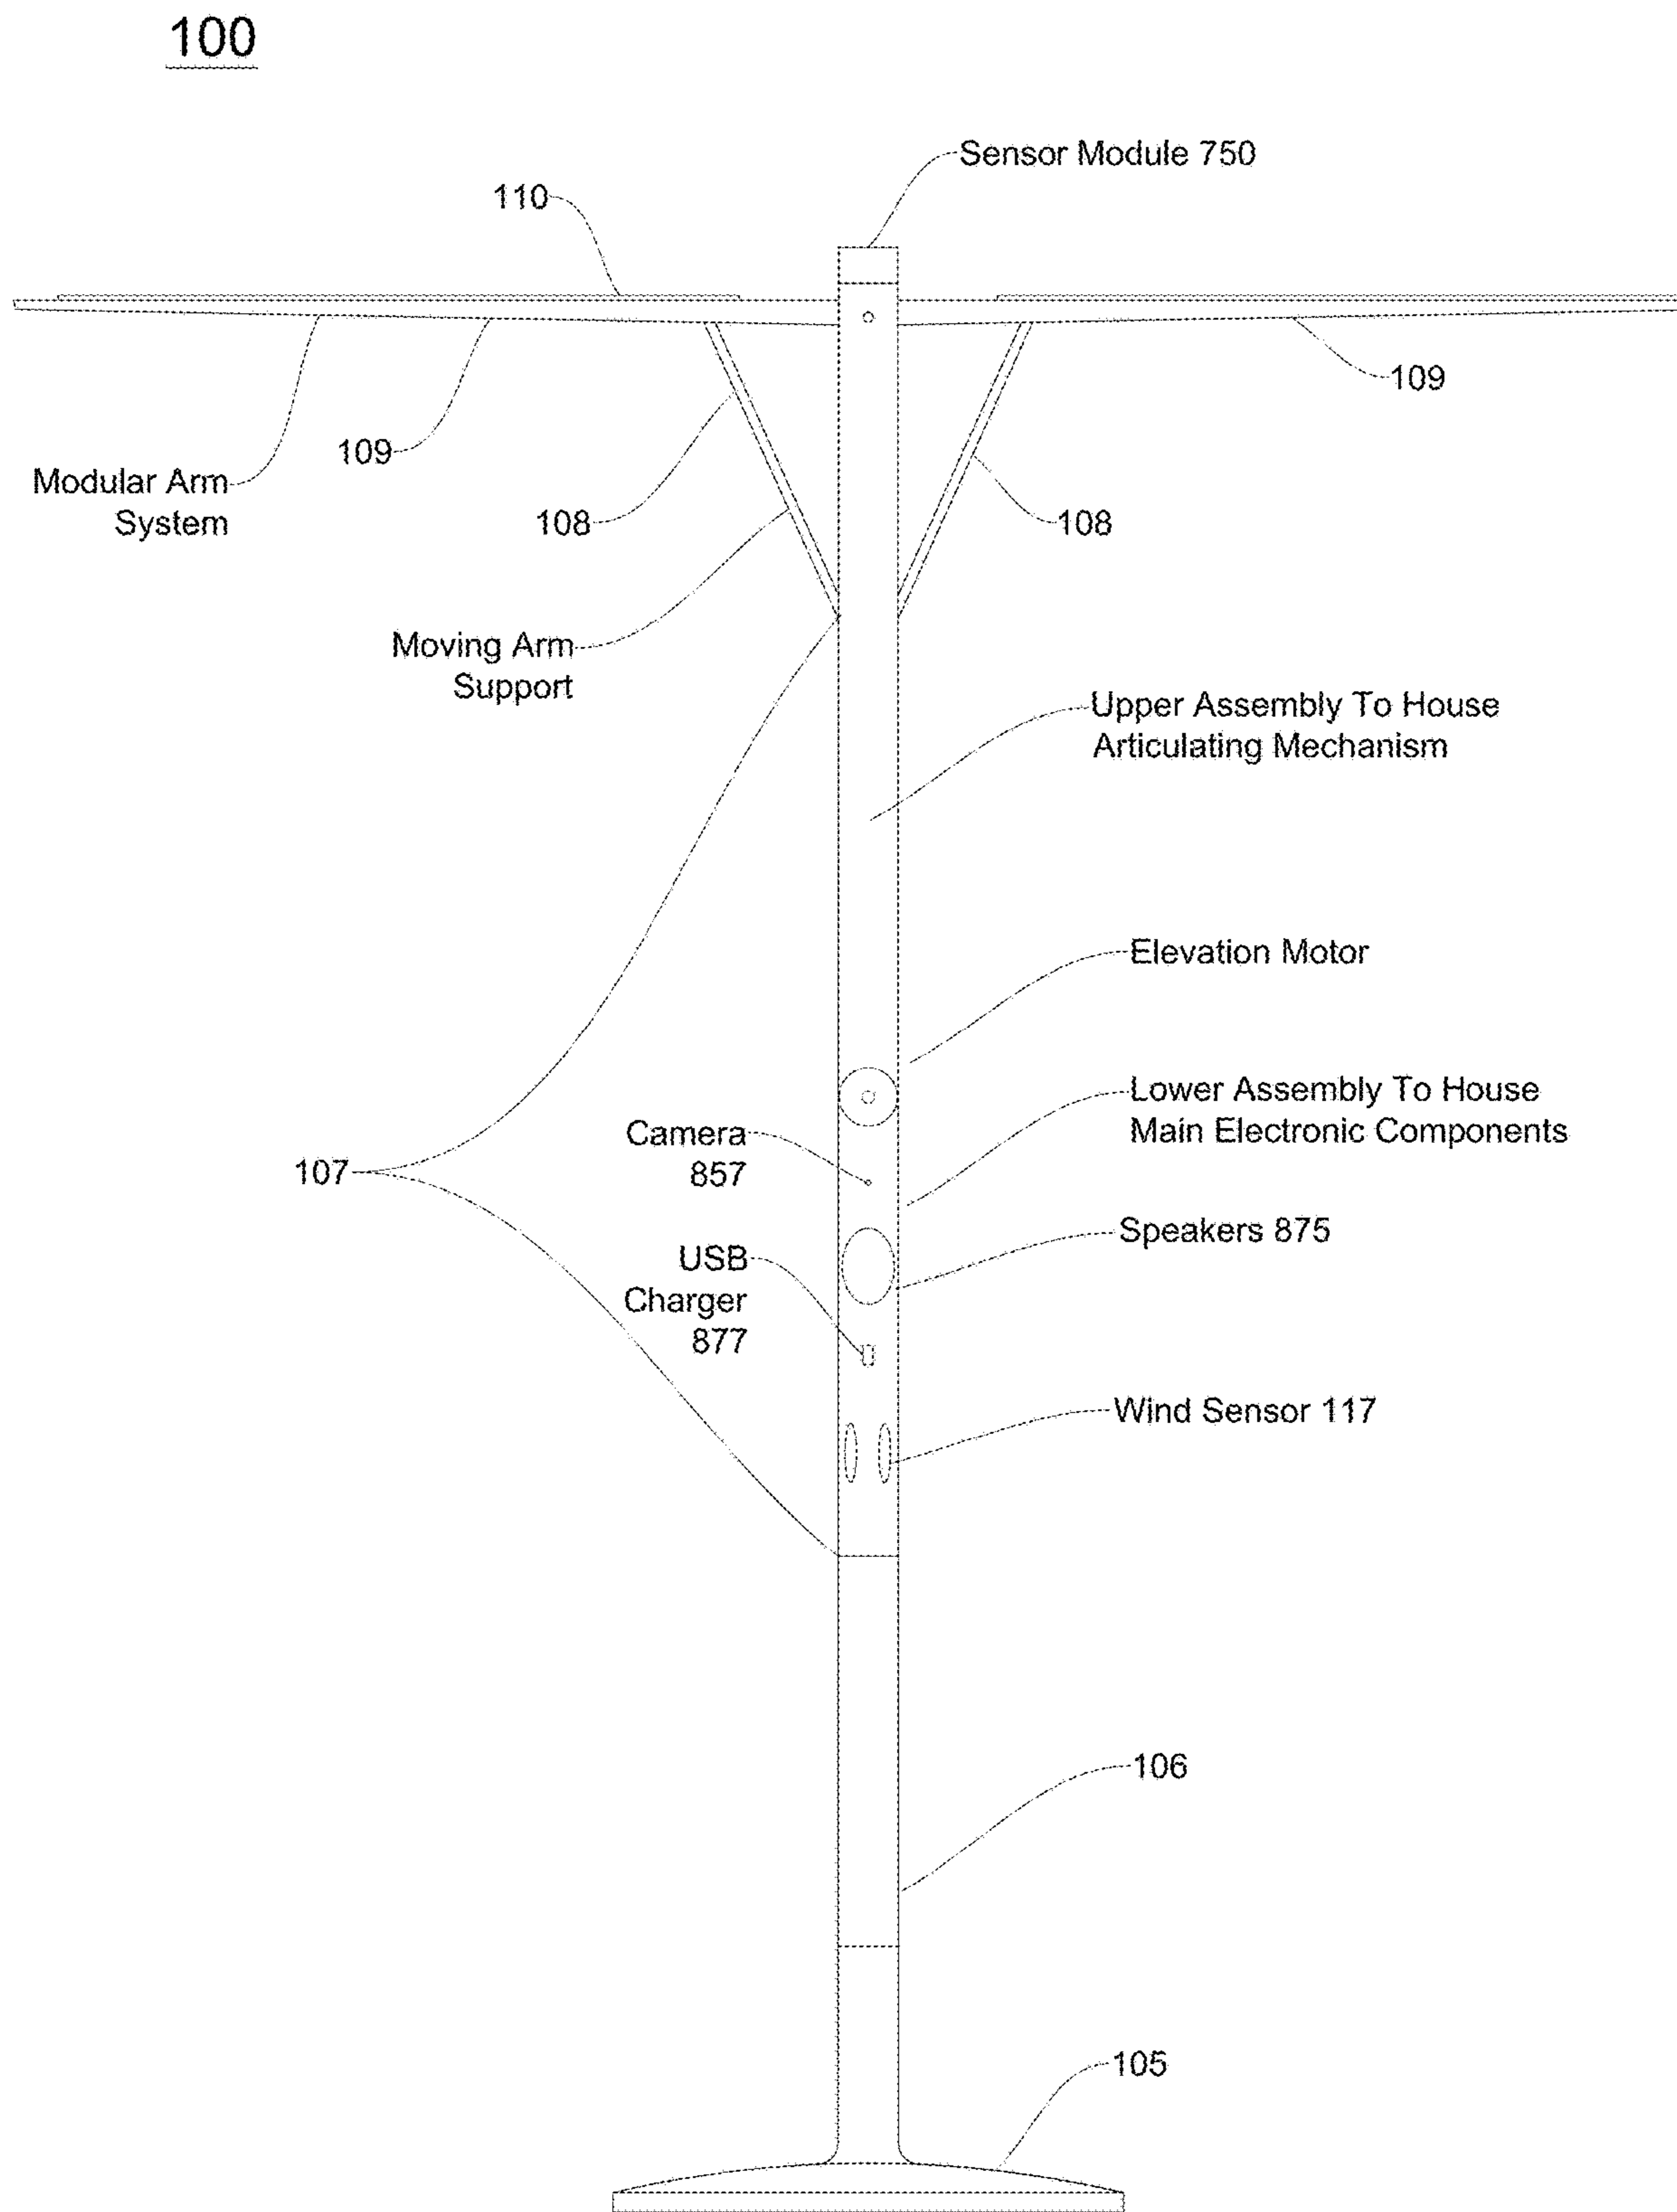 100
Sensor Module 750
110
109
109
Modular Arm
System
108
108
Moving Arm
Support
Upper Assembly To House
Articulating Mechanism
Elevation Motor
Lower Assembly To House
Main Electronic Components
Camera
857
107
Speakers 875
USB
Charger
877
Wind Sensor 117
106
105